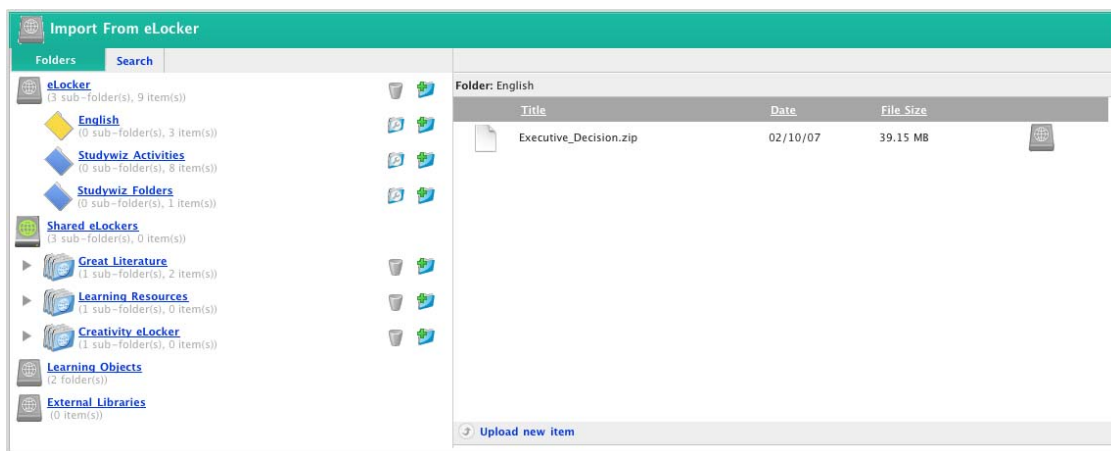 Import From eLocker
Folders Search
eLocker
(3 sub-folder(s), 9 item(s))
English
(0 sub-folder(s), 3 item(s))
Studywiz Activities
(0 sub-folder(s), 8 item(s))
Studywiz Folders
(0 sub-folder(s), 1 item(s))
Shared eLockers
(3 sub-folder(s), 0 item(s))
Great Literature
(1 sub-folder(s), 2 item(s))
Learning Resources
(1 sub-folder(s), 0 item(s))
Creativity eLocker
(1 sub-folder(s), 0 item(s))
Learning Objects
(2 folder(s))
External Libraries
(0 item(s))
Folder: English
Title Date File Size
Executive_Decision.zip 02/10/07 39.15 MB
Upload new item